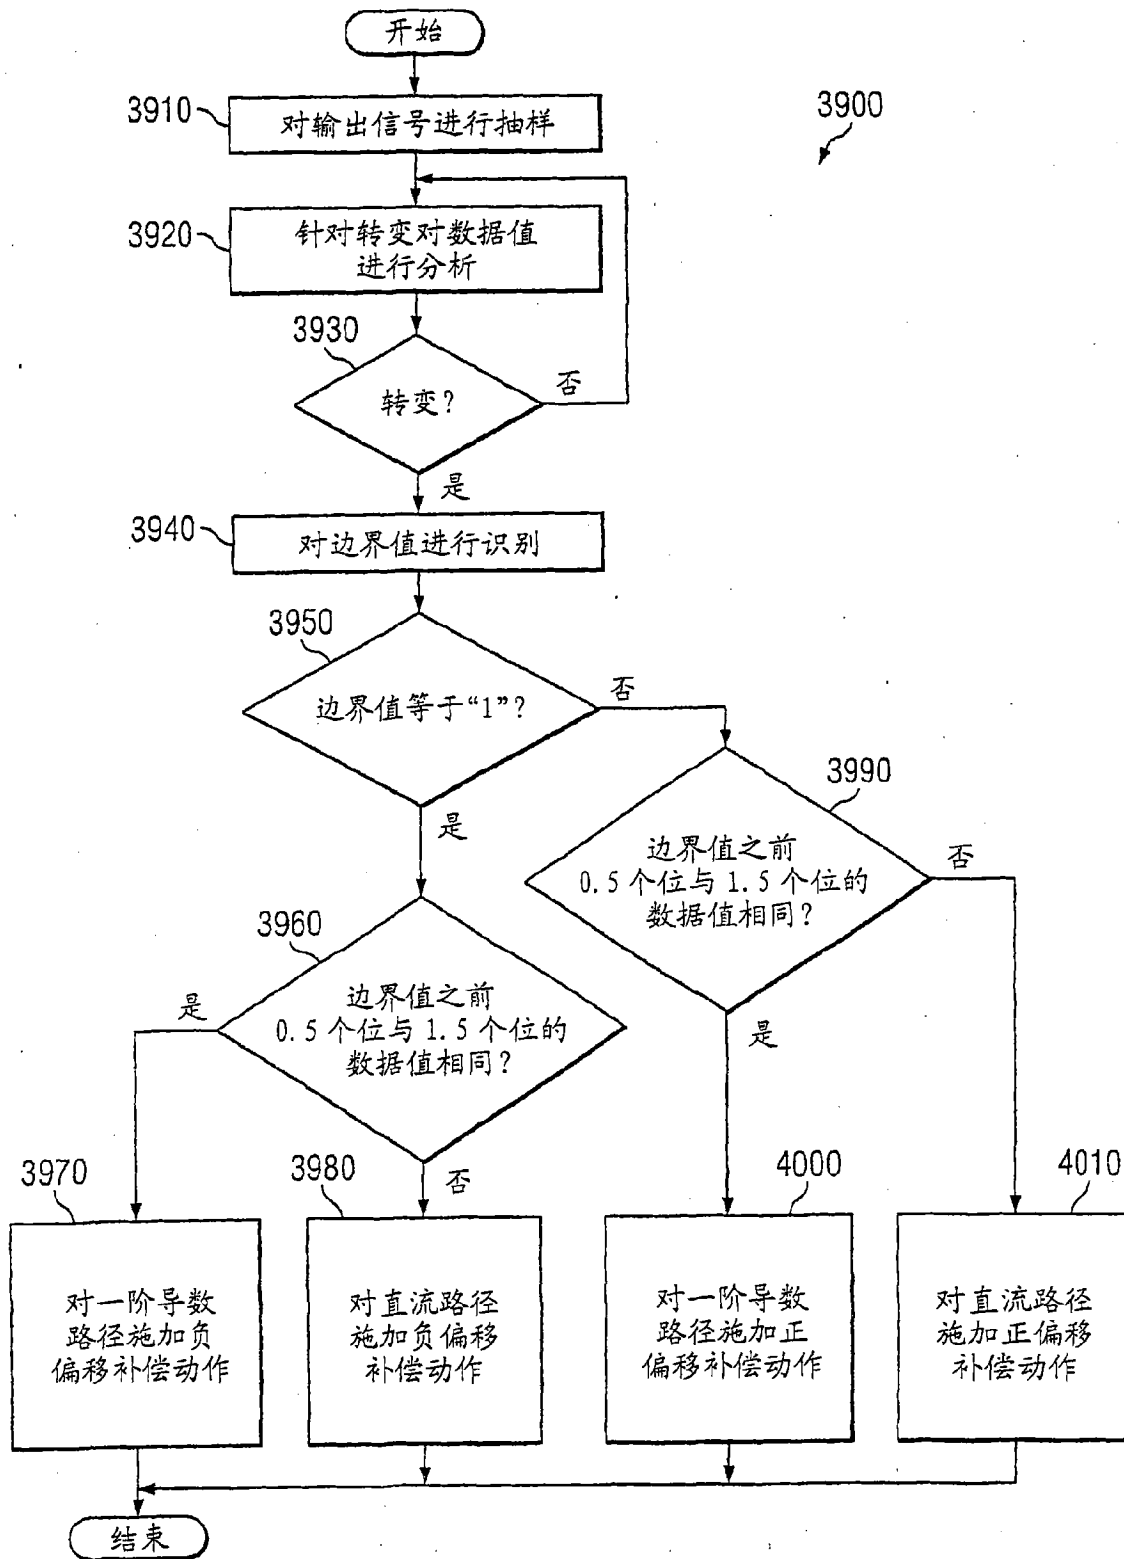 开始
3910
对输出信号进行抽样
3900
3920
针对转变对数据值
进行分析
3930
转变?
否
是
3940
对边界值进行识别
3950
边界值等于“1”?
否
是
3990
边界值之前
0.5个位与1.5个位的
数据值相同?
否
是
3960
边界值之前
0.5个位与1.5个位的
数据值相同?
是
否
3970
对一阶导数
路径施加负
偏移补偿动作
3980
对直流路径
施加负偏移
补偿动作
4000
对一阶导数
路径施加正
偏移补偿动作
4010
对直流路径
施加正偏移
补偿动作
结束